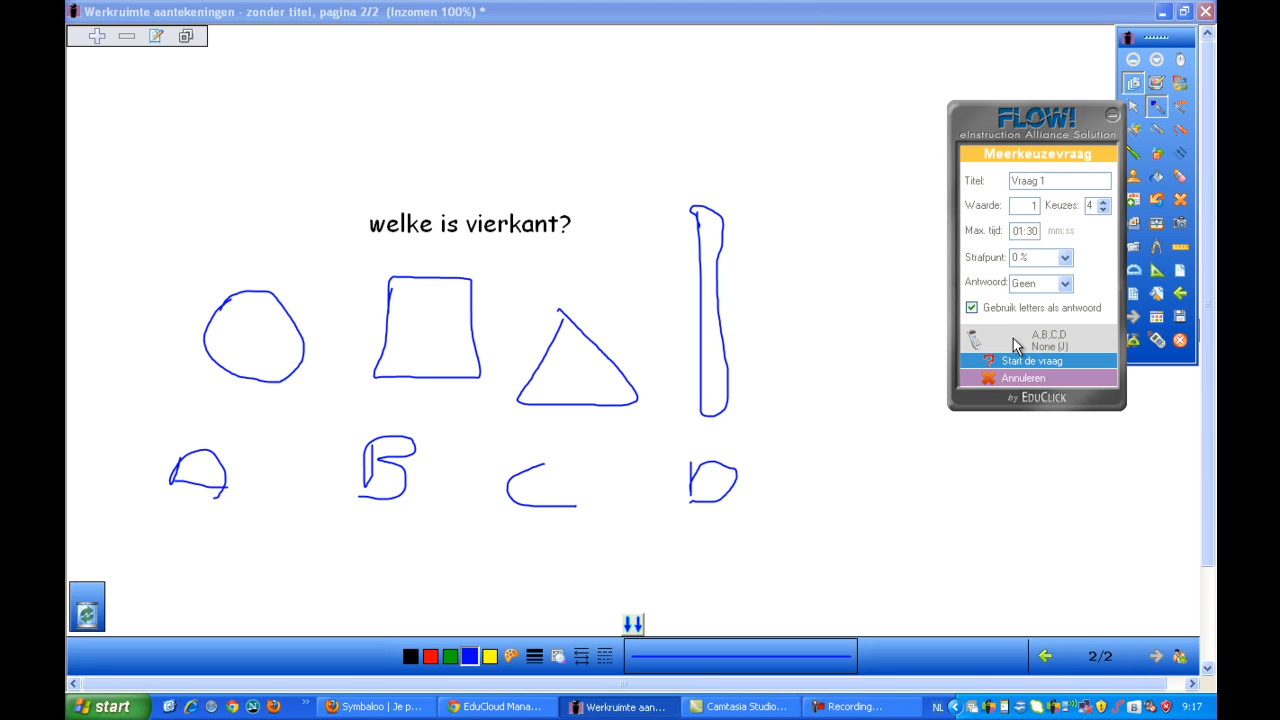 Werkruimte aantekeningen - zonder titel, pagina 2/2 (Inzomen 100%) *
FLOW!
eInstruction Alliance Solution
Meerkeuzevraag
Titel: Vraag 1
Waarde: 1 Keuzes: 4
Max. tijd: 01:30 mm:ss
Strafpunt: 0 %
Antwoord: Geen
Gebruik letters als antwoord
A,B,C,D
None (J)
Start de vraag
Annuleren
by EDUCLICK
welke is vierkant?
A B C D
2/2
start
Symbaloo | Je p...
EduCloud Mana...
Werkruimte aan...
Camtasia Studio...
Recording...
NL
9:17